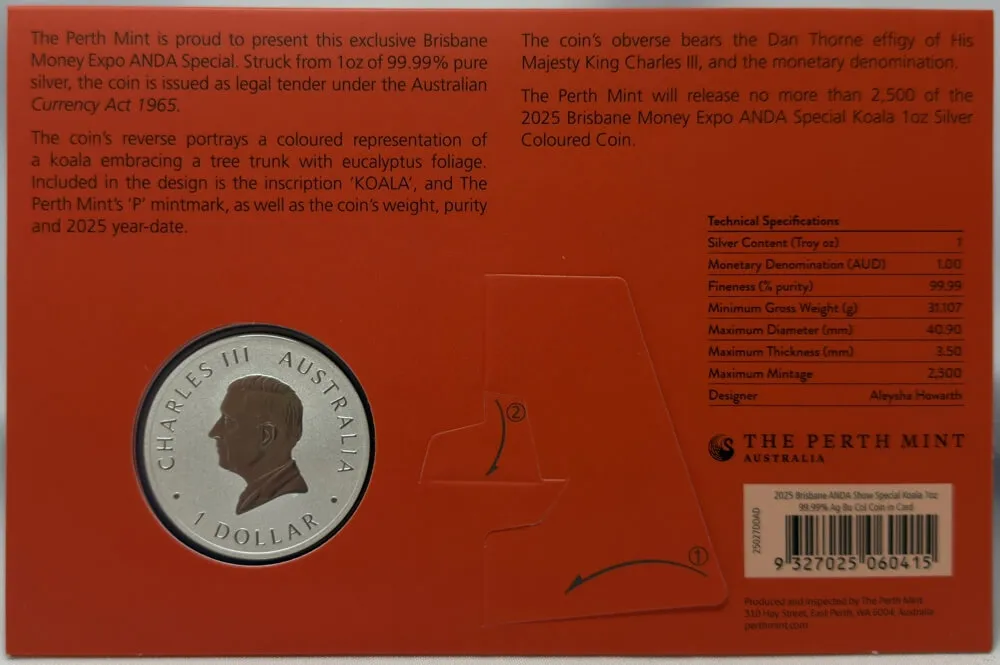 The Perth Mint is proud to present this exclusive Brisbane
Money Expo ANDA Special. Struck from 1oz of 99.99% pure
silver, the coin is issued as legal tender under the Australian
Currency Act 1965.
The coin's reverse portrays a coloured representation of
a koala embracing a tree trunk with eucalyptus foliage.
Included in the design is the inscription 'KOALA', and The
Perth Mint's 'P' mintmark, as well as the coin's weight, purity
and 2025 year-date.
The coin's obverse bears the Dan Thorne effigy of His
Majesty King Charles III, and the monetary denomination.
The Perth Mint will release no more than 2,500 of the
2025 Brisbane Money Expo ANDA Special Koala 1oz Silver
Coloured Coin.
Technical Specifications
Silver Content (Troy oz) 1
Monetary Denomination (AUD) 1.00
Fineness (% purity) 99.99
Minimum Gross Weight (g) 31.107
Maximum Diameter (mm) 40.90
Maximum Thickness (mm) 3.50
Maximum Mintage 2,500
Designer Aleysha Howarth
CHARLES III AUSTRALIA
1 DOLLAR
2
1
THE PERTH MINT
AUSTRALIA
2025 Brisbane ANDA Show Special Koala 1oz
99.99% Ag Bu Col Coin in Card
25027DOAD
9 327025 060415
Produced and inspected by The Perth Mint
310 Hay Street, East Perth, WA 6004, Australia
perthmint.com